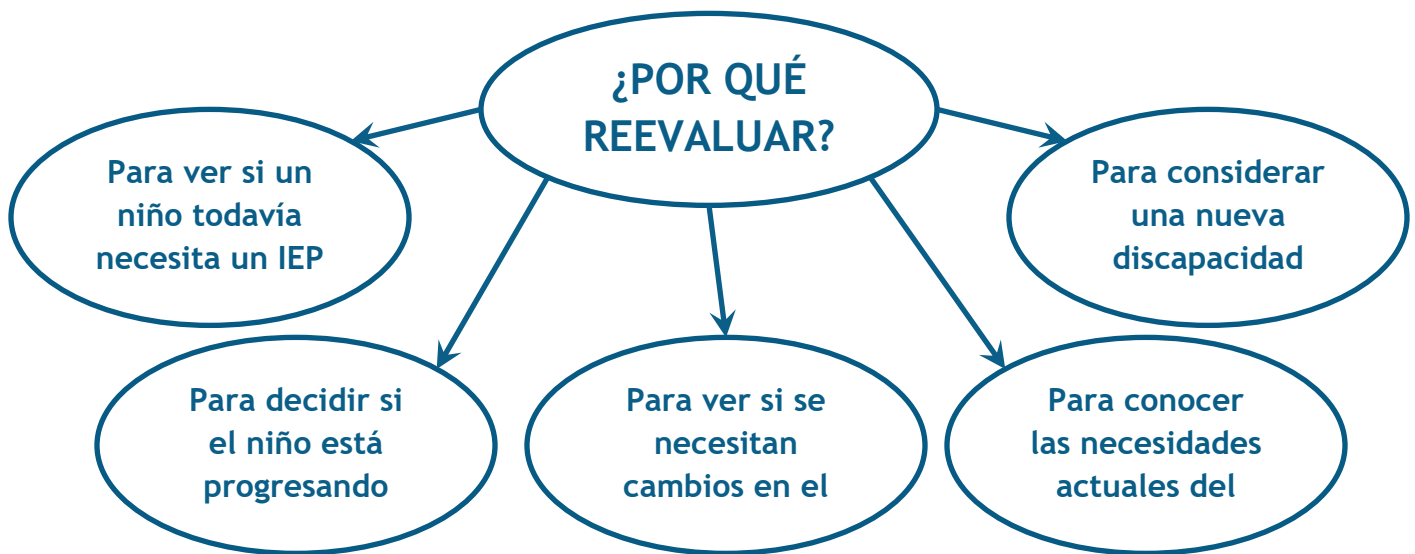 ¿POR QUÉ
REEVALUAR?
Para ver si un
niño todavía
necesita un IEP
Para considerar
una nueva
discapacidad
Para decidir si
el niño está
progresando
Para ver si se
necesitan
cambios en el
Para conocer
las necesidades
actuales del